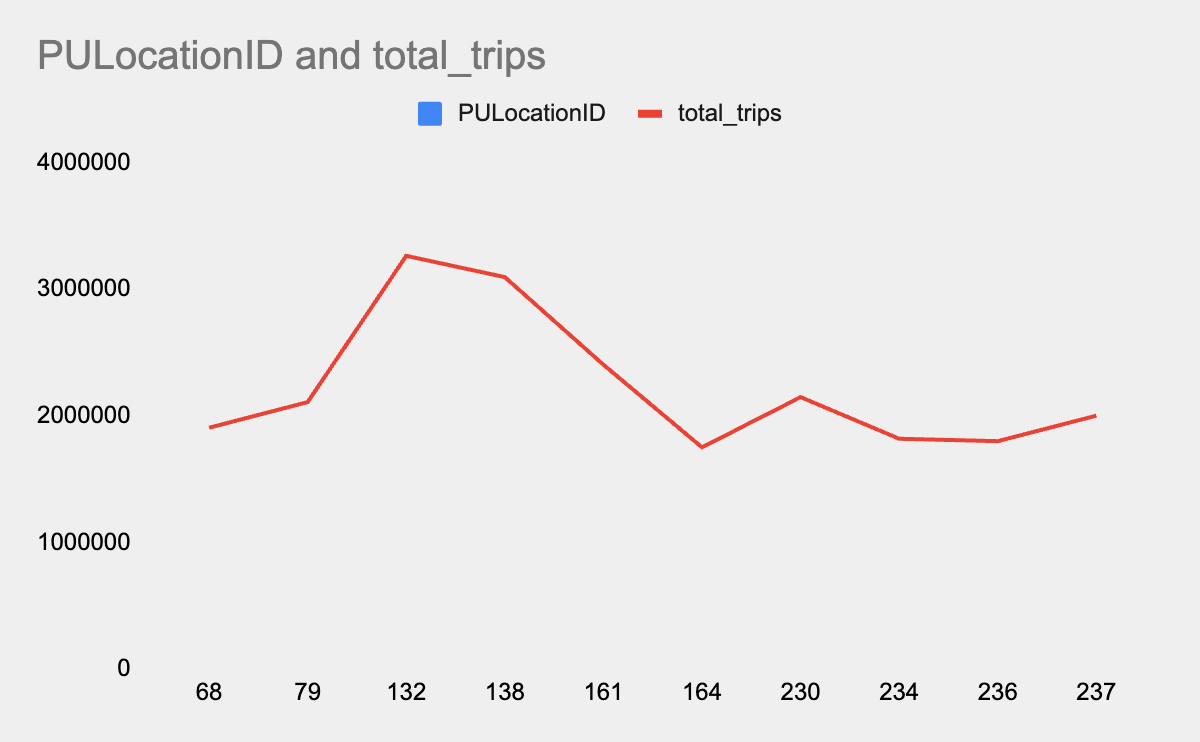 PULocationID and total_trips
PULocationID total_trips
4000000
3000000
2000000
1000000
0
68 79 132 138 161 164 230 234 236 237